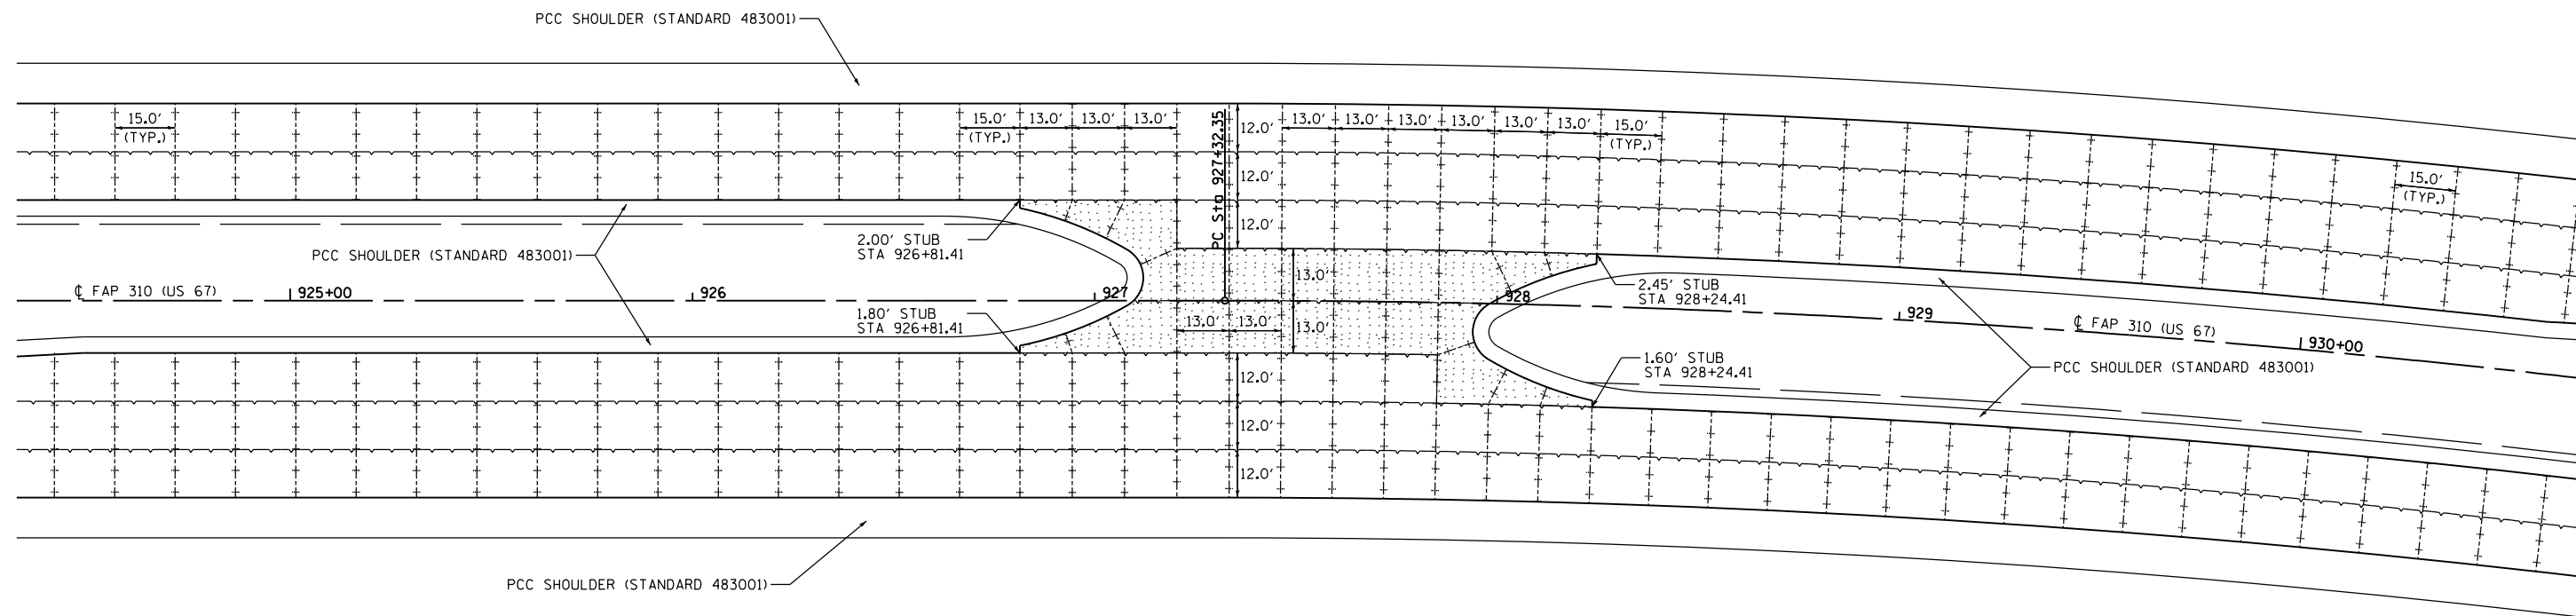 PCC SHOULDER (STANDARD 483001)
15.0'
(TYP.)
15.0'
(TYP.)
13.0'
13.0'
13.0'
PC Sta 927+32.35
12.0'
12.0'
12.0'
13.0'
13.0'
13.0'
13.0'
13.0'
13.0'
15.0'
(TYP.)
15.0'
(TYP.)
PCC SHOULDER (STANDARD 483001)
2.00' STUB
STA 926+81.41
℄ FAP 310 (US 67)
925+00
926
927
1.80' STUB
STA 926+81.41
13.0'
13.0'
13.0'
13.0'
928
2.45' STUB
STA 928+24.41
929
℄ FAP 310 (US 67)
930+00
1.60' STUB
STA 928+24.41
PCC SHOULDER (STANDARD 483001)
12.0'
12.0'
12.0'
PCC SHOULDER (STANDARD 483001)